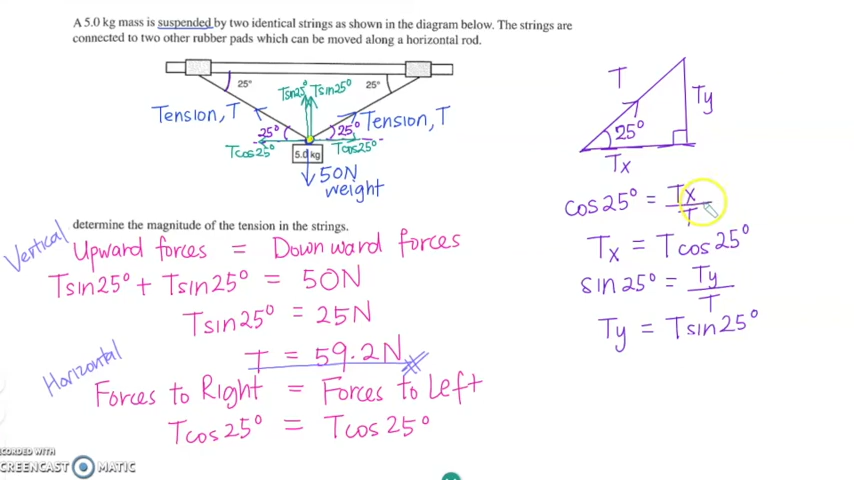 A 5.0 kg mass is suspended by two identical strings as shown in the diagram below. The strings are
connected to two other rubber pads which can be moved along a horizontal rod.
25°
25°
Tsin25° Tsin25°
Tension, T
Tension, T
25°
25°
Tcos25°
Tcos25°
5.0 kg
50N
weight
determine the magnitude of the tension in the strings.
Vertical
Upward forces = Downward forces
Tsin25° + Tsin25° = 50N
Tsin25° = 25N
T = 59.2N
Horizontal
Forces to Right = Forces to Left
Tcos25° = Tcos25°
T
Ty
25°
Tx
cos25° = Tx
T
Tx = Tcos25°
sin25° = Ty
T
Ty = Tsin25°
RECORDED WITH
SCREENCAST MATIC